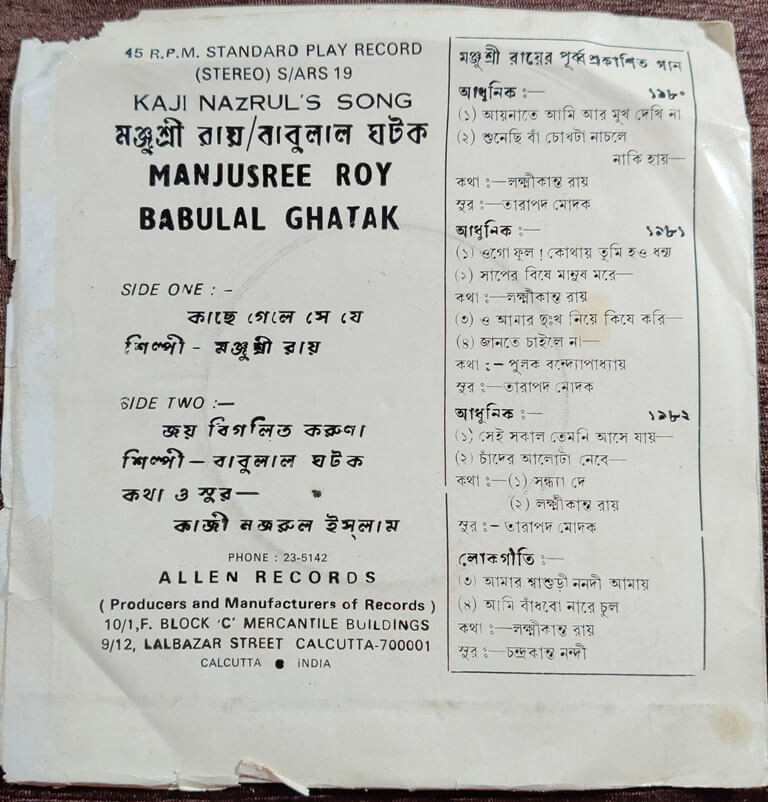 45 R.P.M. STANDARD PLAY RECORD
(STEREO) S/ARS 19
KAJI NAZRUL'S SONG
মঞ্জুশ্রী রায়/বাবুলাল ঘটক
MANJUSREE ROY
BABULAL GHATAK
SIDE ONE : -
কাছে গেলে সে যে
শিল্পী - মঞ্জুশ্রী রায়
SIDE TWO :—
জয় বিগলিত করুণা
শিল্পী — বাবুলাল ঘটক
কথা ও সুর —
কাজী নজরুল ইস্লাম
PHONE : 23-5142
ALLEN RECORDS
( Producers and Manufacturers of Records )
10/1,F. BLOCK 'C' MERCANTILE BUILDINGS
9/12, LALBAZAR STREET CALCUTTA-700001
CALCUTTA ● INDIA
মঞ্জুশ্রী রায়ের পূর্ব্বপ্রকাশিত গান
আধুনিক :— ১৯৮০
(১) আয়নাতে আমি আর মুখ দেখি না
(২) শুনেছি বাঁ চোখটা নাচলে
নাকি হায়—
কথা :—লক্ষ্মীকান্ত রায়
সুর :—তারাপদ মোদক
আধুনিক :— ১৯৮১
(১) ওগো ফুল ! কোথায় তুমি হও ধন্য
(২) সাপের বিষে মানুষ মরে—
কথা :—লক্ষ্মীকান্ত রায়
(৩) ও আমার দুঃখ নিয়ে কিযে করি—
(৪) জানতে চাইলে না—
কথা :- পুলক বন্দ্যোপাধ্যায়
সুর :—তারাপদ মোদক
আধুনিক :— ১৯৮২
(১) সেই সকাল তেমনি আসে যায়—
(২) চাঁদের আলোটা নেবে—
কথা :—(১) সন্ধ্যা দে
(২) লক্ষ্মীকান্ত রায়
সুর :- তারাপদ মোদক
লোকগীতি :—
(৩) আমার শ্বাশুড়ী ননদী আমায়
(৪) আমি বাঁধবো নারে চুল
কথা :—লক্ষ্মীকান্ত রায়
সুর :—চন্দ্রকান্ত নন্দী